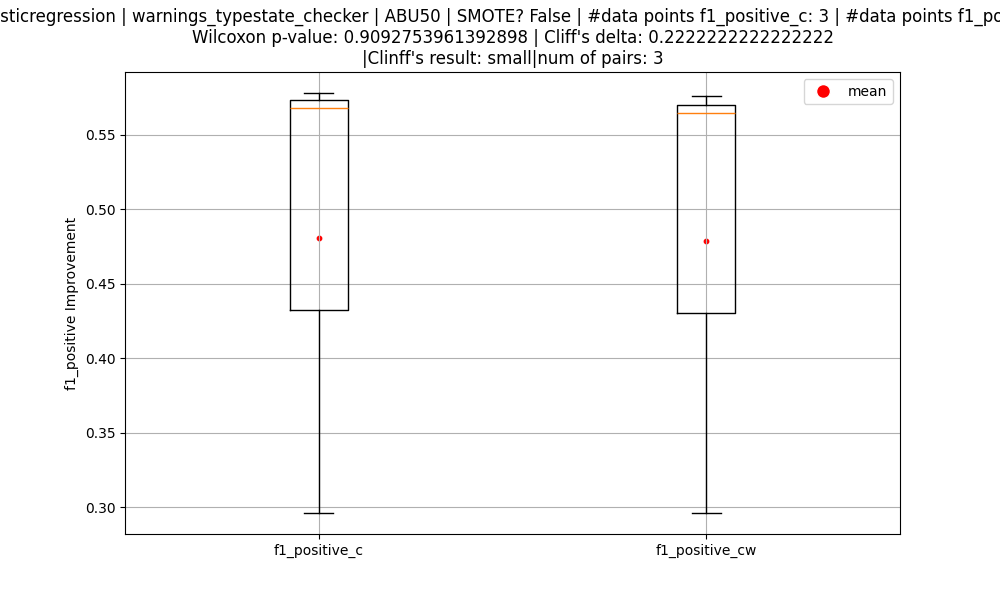 sticregression | warnings_typestate_checker | ABU50 | SMOTE? False | #data points f1_positive_c: 3 | #data points f1_po
Wilcoxon p-value: 0.9092753961392898 | Cliff's delta: 0.2222222222222222
|Clinff's result: small|num of pairs: 3
mean
0.55
0.50
0.45
0.40
0.35
0.30
f1_positive Improvement
f1_positive_c
f1_positive_cw